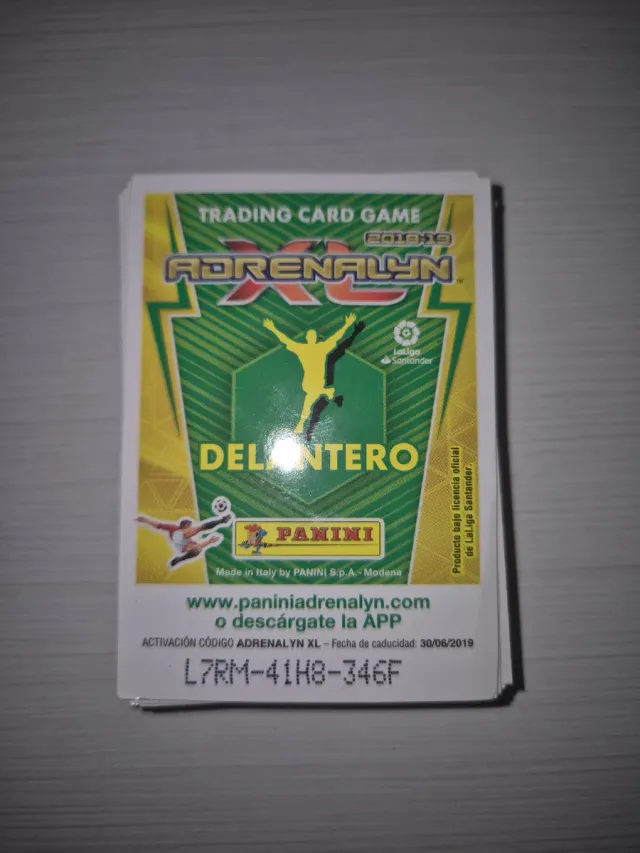 TRADING CARD GAME
2018-19
ADRENALYN
XL
™
LaLiga
Santander
DELANTERO
PANINI
Producto bajo licencia oficial
de LaLiga Santander.
Made in Italy by PANINI S.p.A. - Modena
www.paniniadrenalyn.com
o descárgate la APP
ACTIVACIÓN CÓDIGO ADRENALYN XL – Fecha de caducidad: 30/06/2019
L7RM-41H8-346F